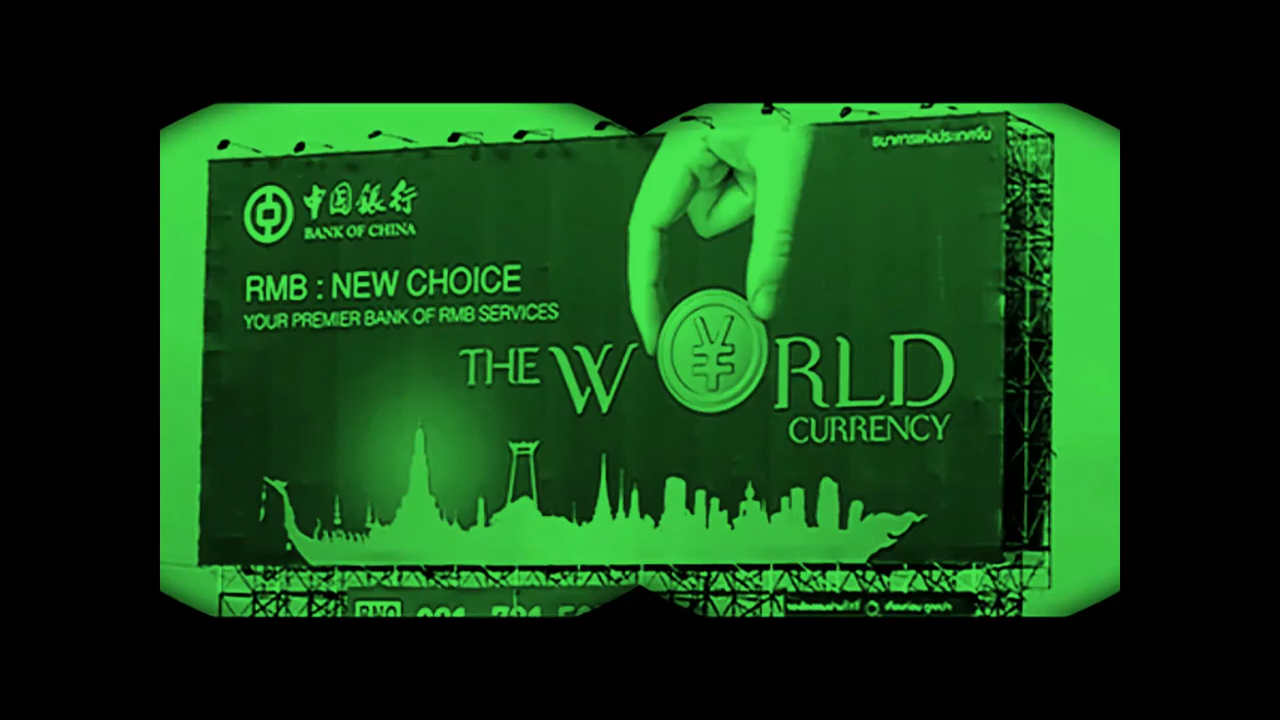 ธนาคารแห่งประเทศจีน
中国银行
BANK OF CHINA
RMB : NEW CHOICE
YOUR PREMIER BANK OF RMB SERVICES
THE W¥RLD
CURRENCY